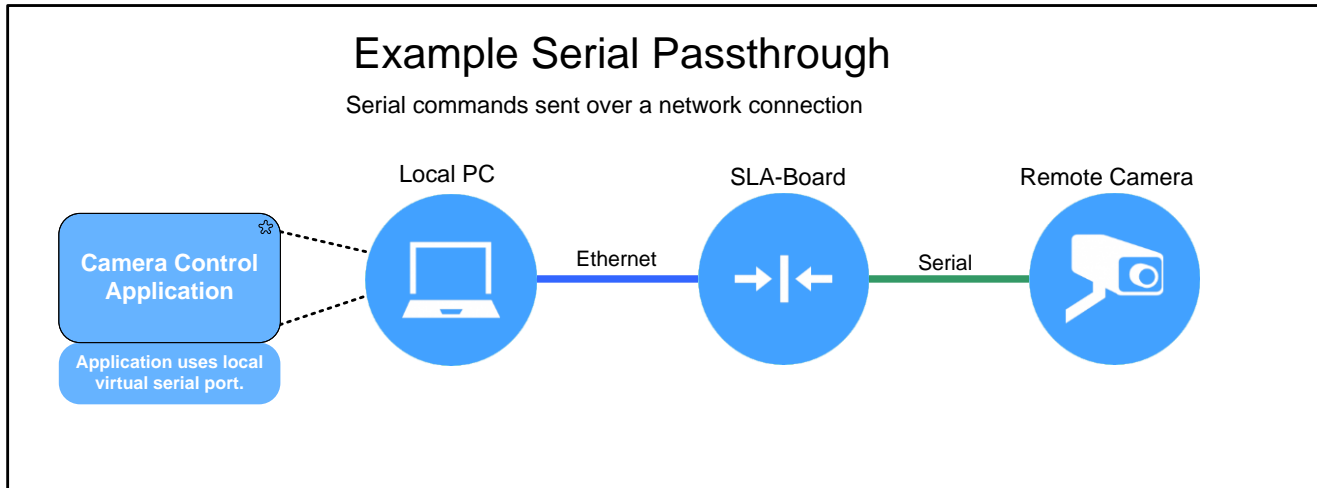 Example Serial Passthrough
Serial commands sent over a network connection
Local PC
SLA-Board
Remote Camera
Camera Control
Application
Ethernet
Serial
Application uses local
virtual serial port.